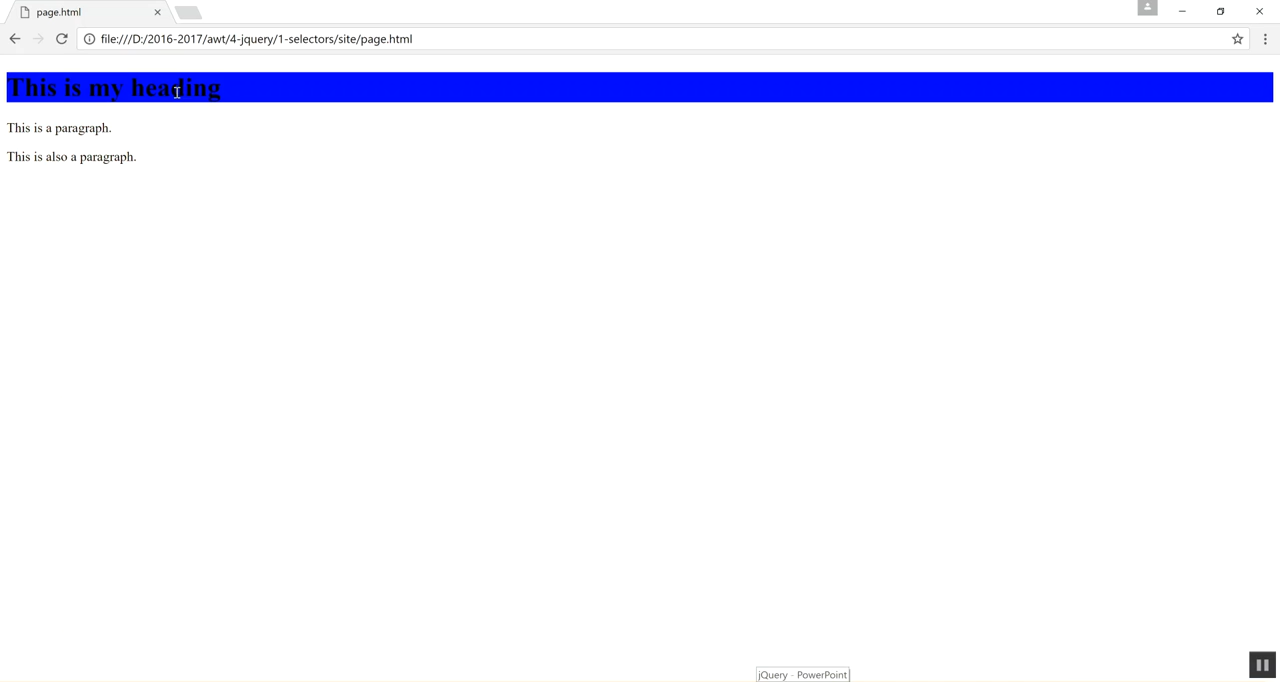 page.html
file:///D:/2016-2017/awt/4-jquery/1-selectors/site/page.html
This is my heading
This is a paragraph.
This is also a paragraph.
jQuery - PowerPoint